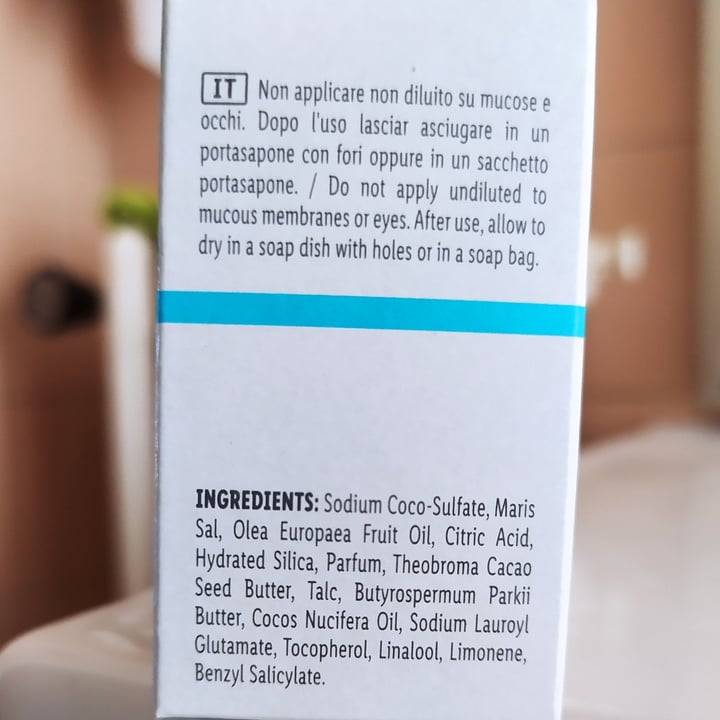 IT Non applicare non diluito su mucose e
occhi. Dopo l'uso lasciar asciugare in un
portasapone con fori oppure in un sacchetto
portasapone. / Do not apply undiluted to
mucous membranes or eyes. After use, allow to
dry in a soap dish with holes or in a soap bag.
INGREDIENTS: Sodium Coco-Sulfate, Maris
Sal, Olea Europaea Fruit Oil, Citric Acid,
Hydrated Silica, Parfum, Theobroma Cacao
Seed Butter, Talc, Butyrospermum Parkii
Butter, Cocos Nucifera Oil, Sodium Lauroyl
Glutamate, Tocopherol, Linalool, Limonene,
Benzyl Salicylate.